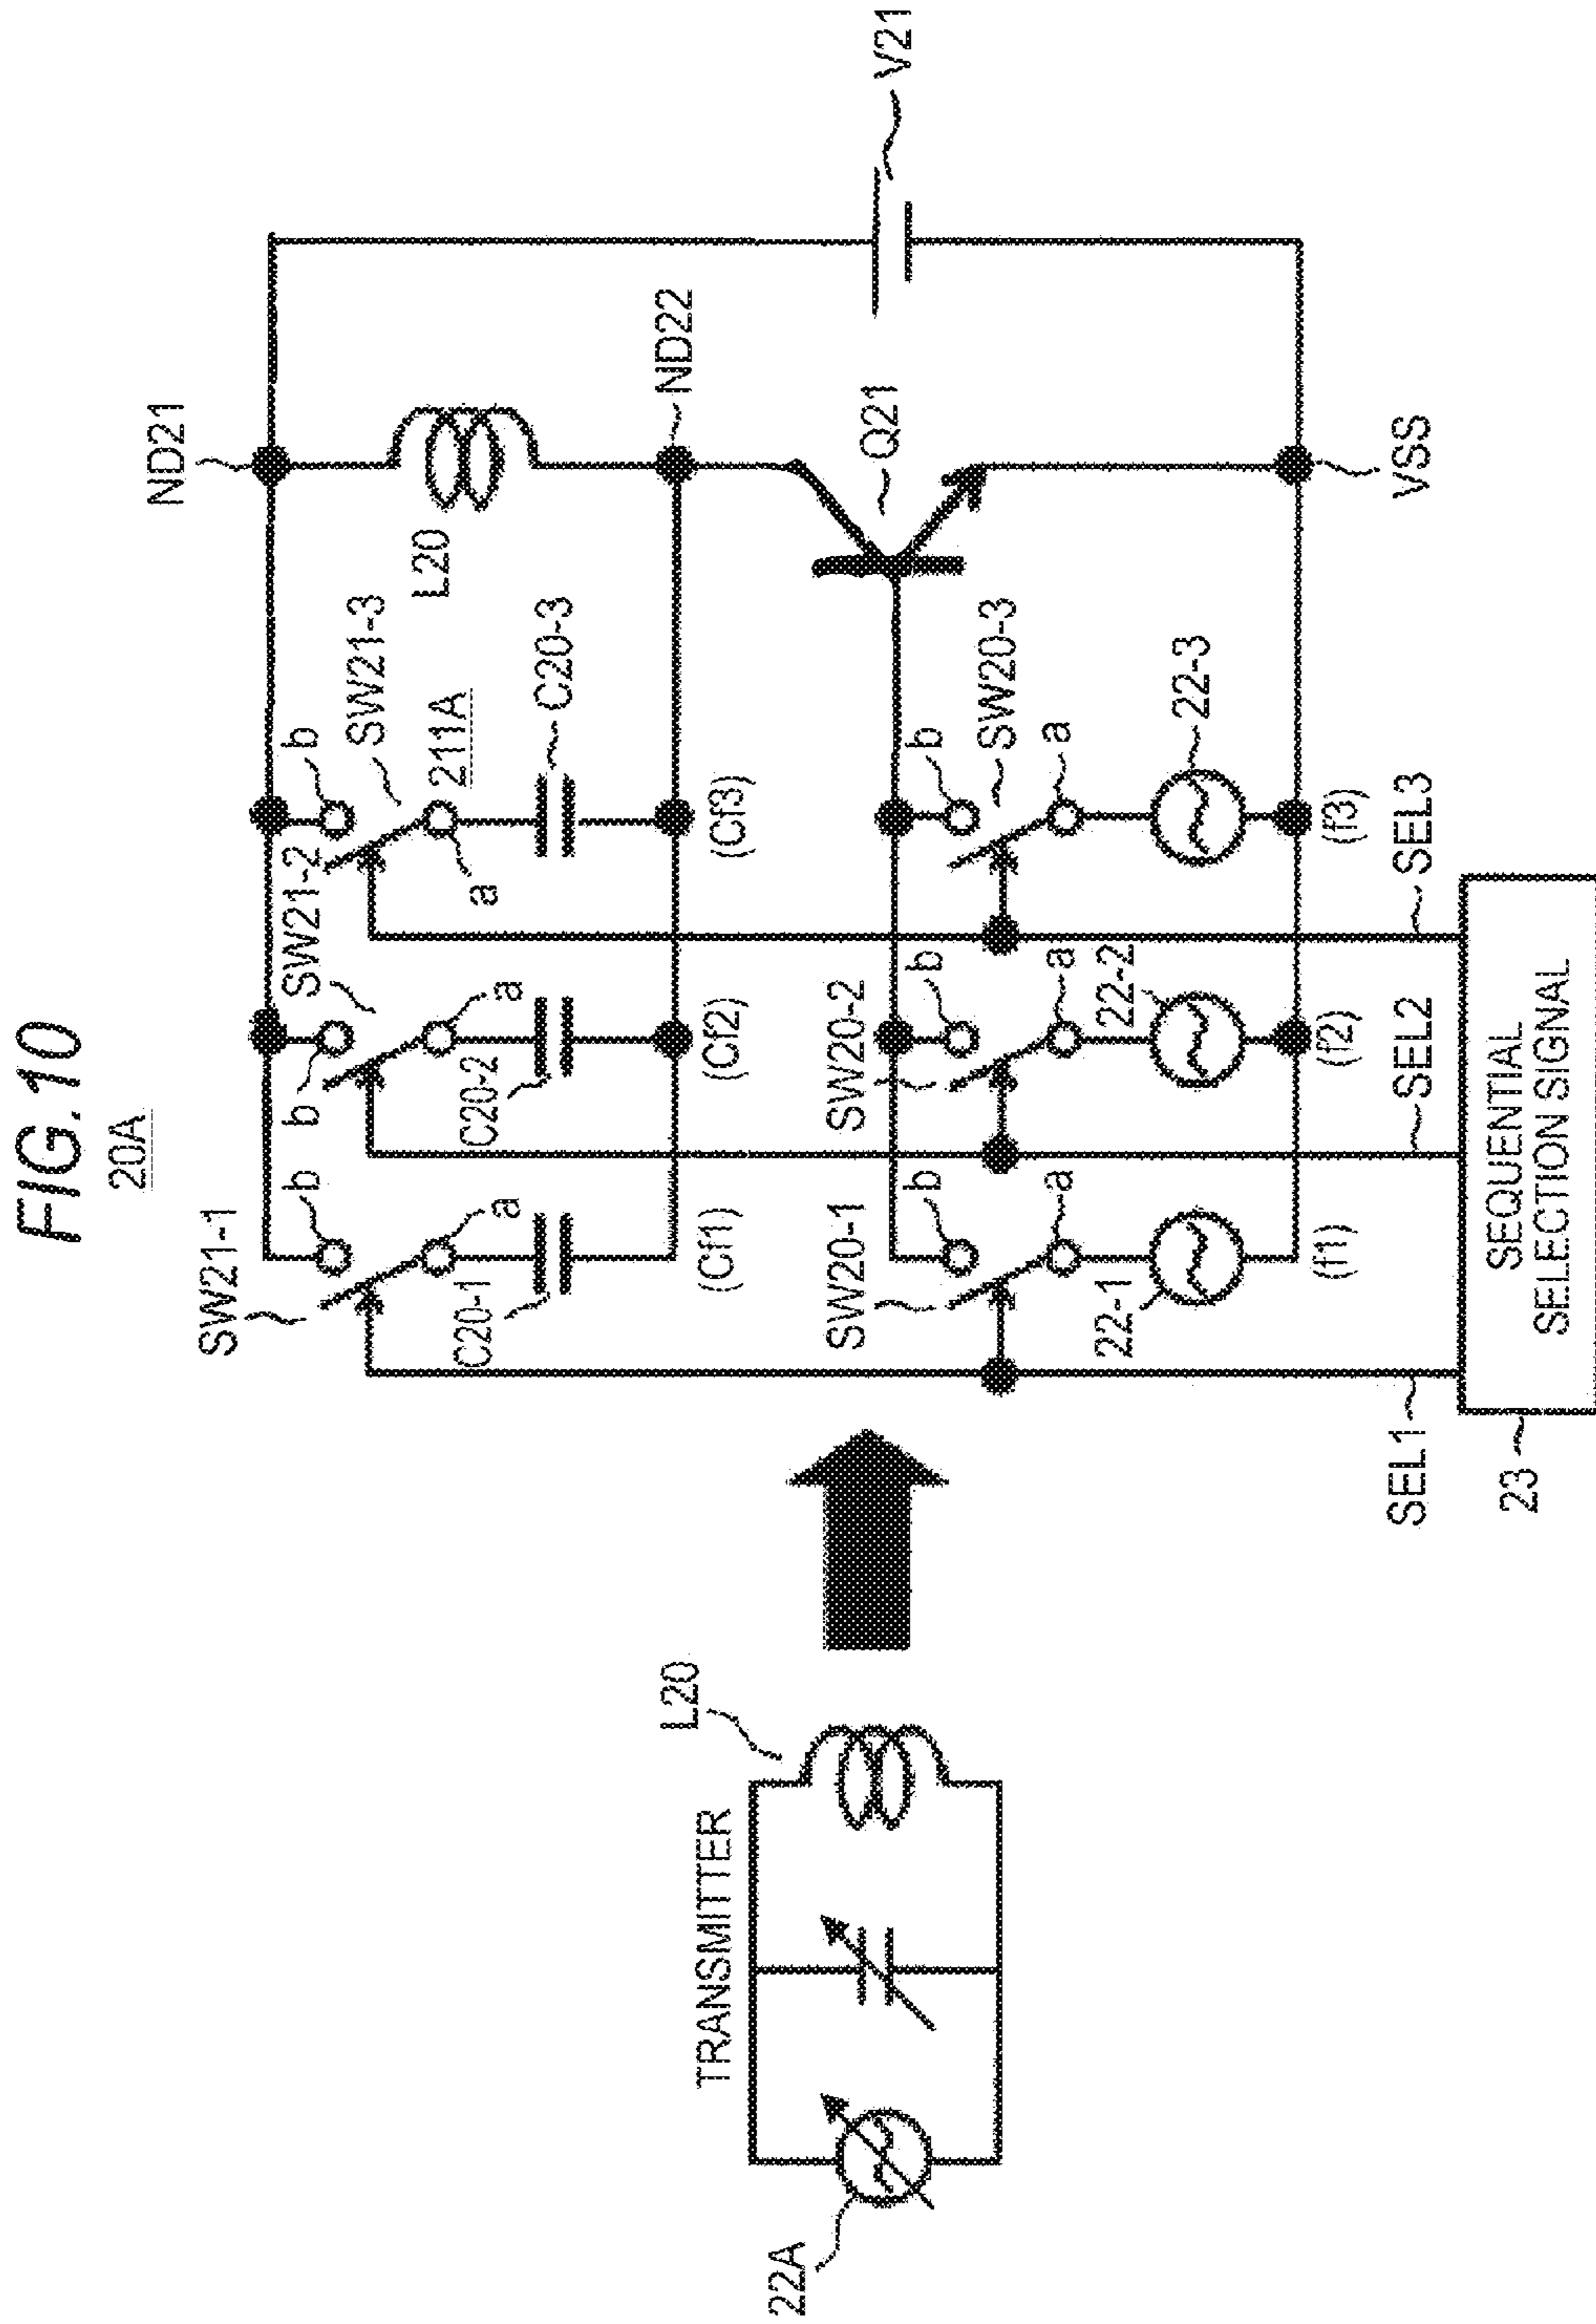 FIG.10
20A
TRANSMITTER
22A
L20
ND21
SW21-1
b
a
C20-1
(Cf1)
SW21-2
b
a
C20-2
(Cf2)
SW21-3
b
211A
a
C20-3
(Cf3)
L20
ND22
V21
Q21
SW20-1
b
a
22-1
(f1)
SW20-2
b
a
22-2
(f2)
SW20-3
b
a
22-3
(f3)
VSS
SEL1
SEL2
SEL3
23
SEQUENTIAL
SELECTION SIGNAL